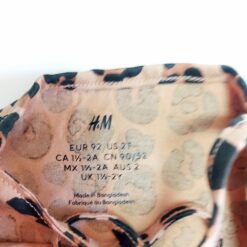 H&M
EUR 92 US 2T
CA 1½-2A CN 90/52
MX 1½-2A AUS 2
UK 1½-2Y
Made in Bangladesh
Fabriqué au Bangladesh